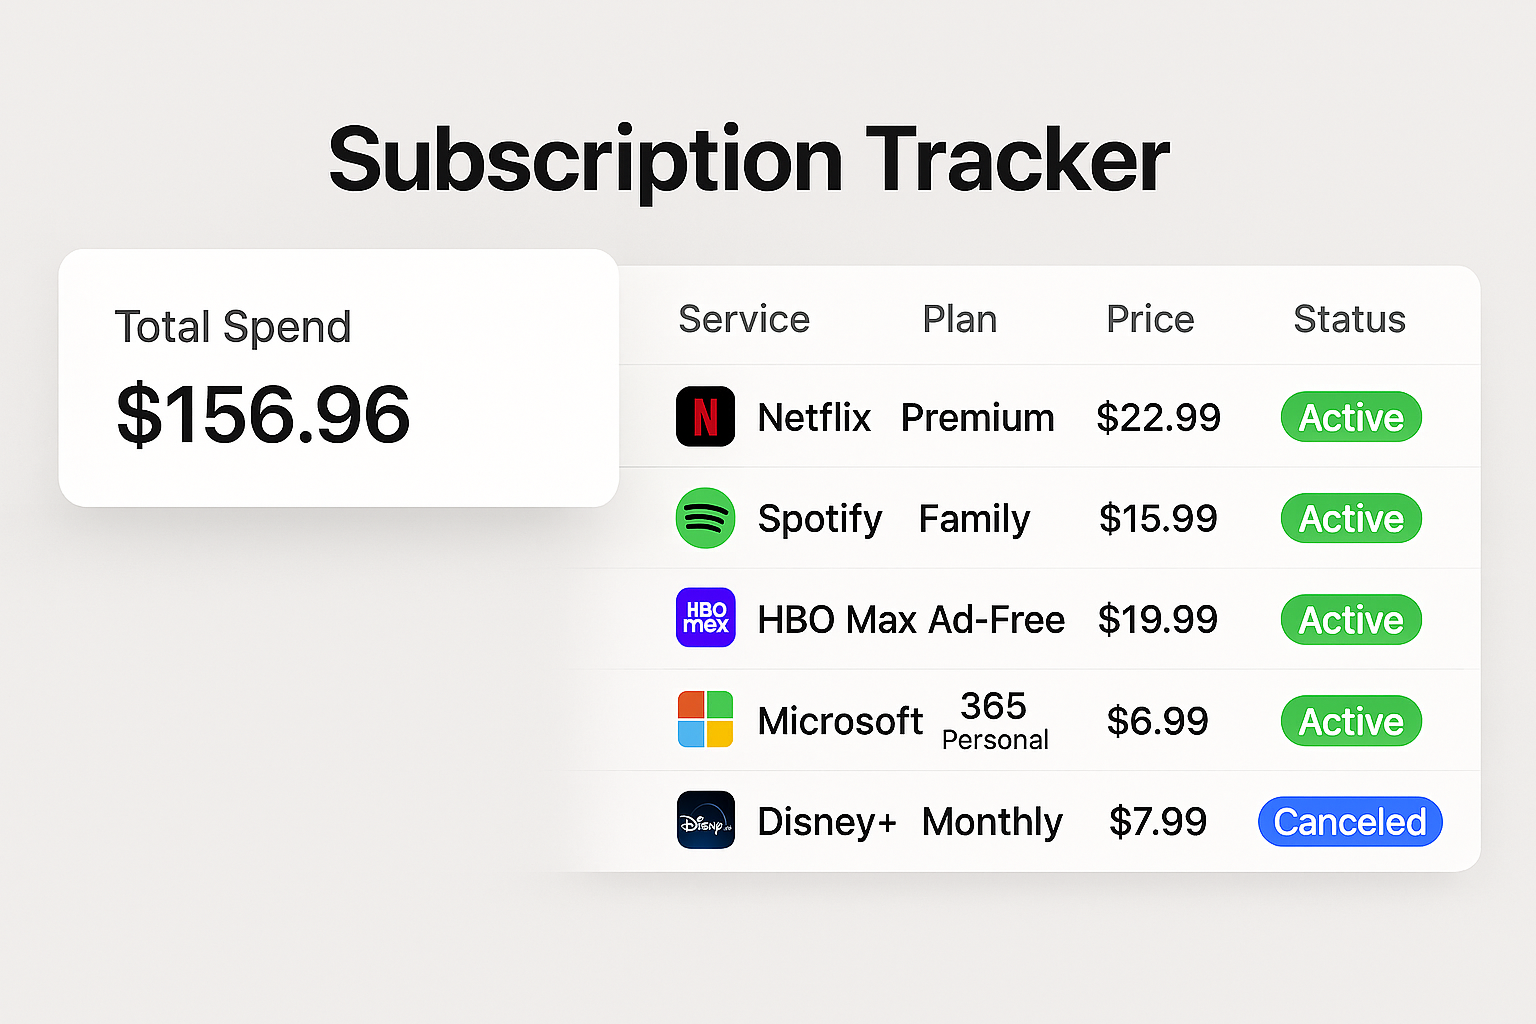 Subscription Tracker
Total Spend
$156.96
Service Plan Price Status
N Netflix Premium $22.99 Active
Spotify Family $15.99 Active
HBO
mex
HBO Max Ad-Free $19.99 Active
Microsoft 365 Personal $6.99 Active
Disney+ Monthly $7.99 Canceled